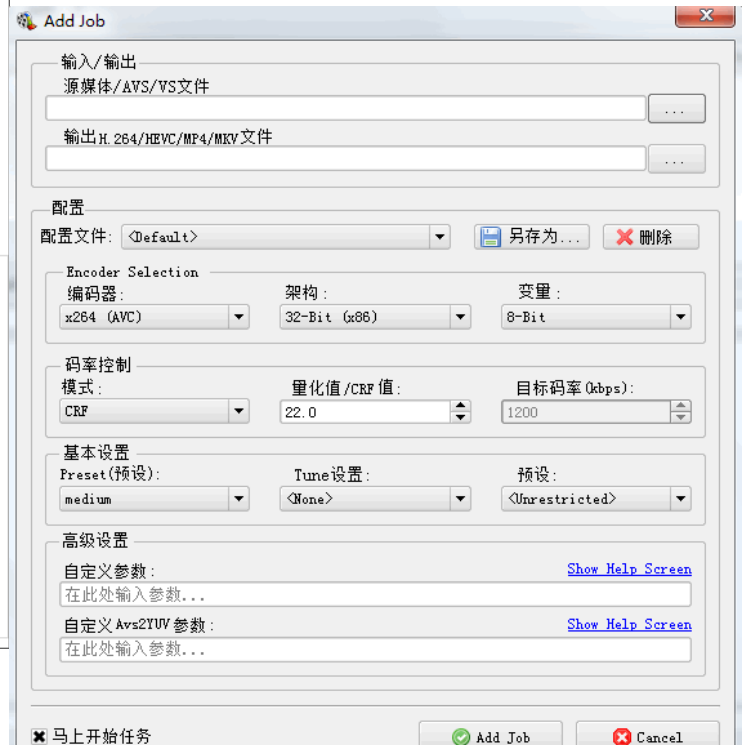 Add Job
输入/输出
源媒体/AVS/VS文件
...
输出H.264/HEVC/MP4/MKV文件
...
配置
配置文件: <Default> 另存为... 删除
Encoder Selection
编码器: 架构: 变量:
x264 (AVC) 32-Bit (x86) 8-Bit
码率控制
模式: 量化值/CRF值: 目标码率(kbps):
CRF 22.0 1200
基本设置
Preset(预设): Tune设置: 预设:
medium <None> <Unrestricted>
高级设置
自定义参数: Show Help Screen
在此处输入参数...
自定义Avs2YUV参数: Show Help Screen
在此处输入参数...
马上开始任务 Add Job Cancel